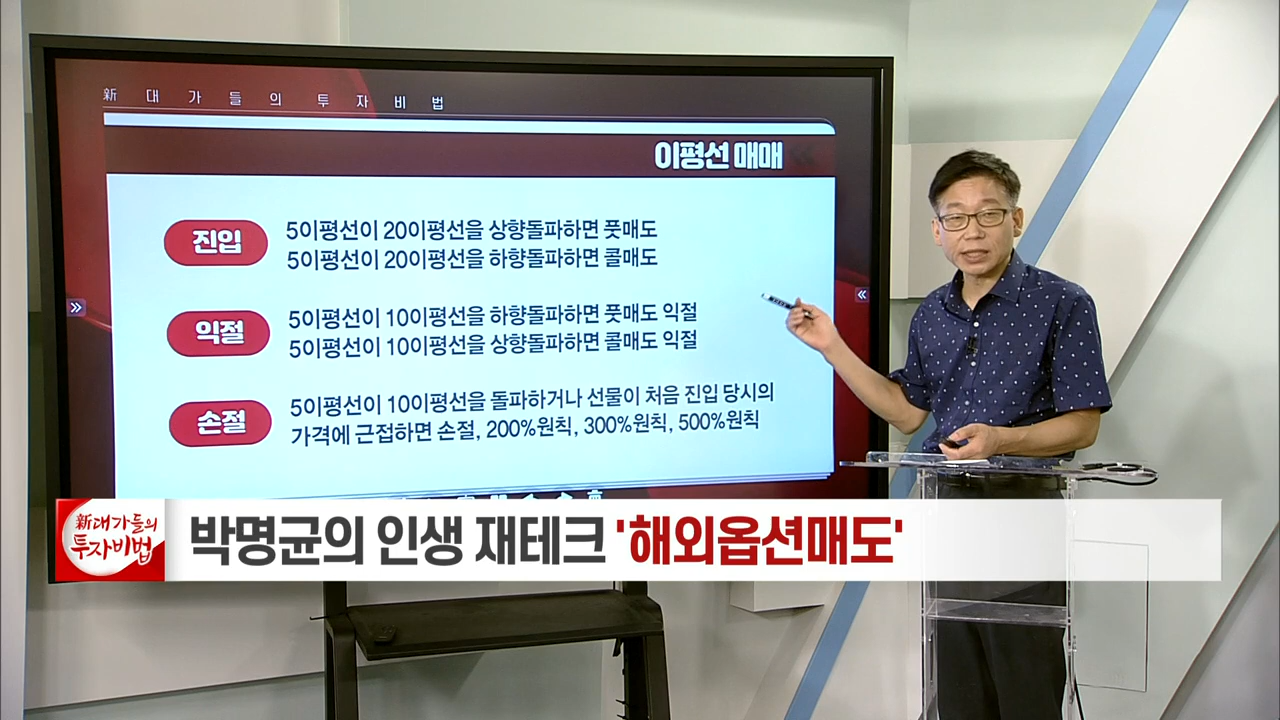 新 대가들의 투자비법
이평선 매매
진입
5이평선이 20이평선을 상향돌파하면 풋매도
5이평선이 20이평선을 하향돌파하면 콜매도
익절
5이평선이 10이평선을 하향돌파하면 풋매도 익절
5이평선이 10이평선을 상향돌파하면 콜매도 익절
손절
5이평선이 10이평선을 돌파하거나 선물이 처음 진입 당시의
가격에 근접하면 손절, 200%원칙, 300%원칙, 500%원칙
新대가들의
투자비법
박명균의 인생 재테크 '해외옵션매도'